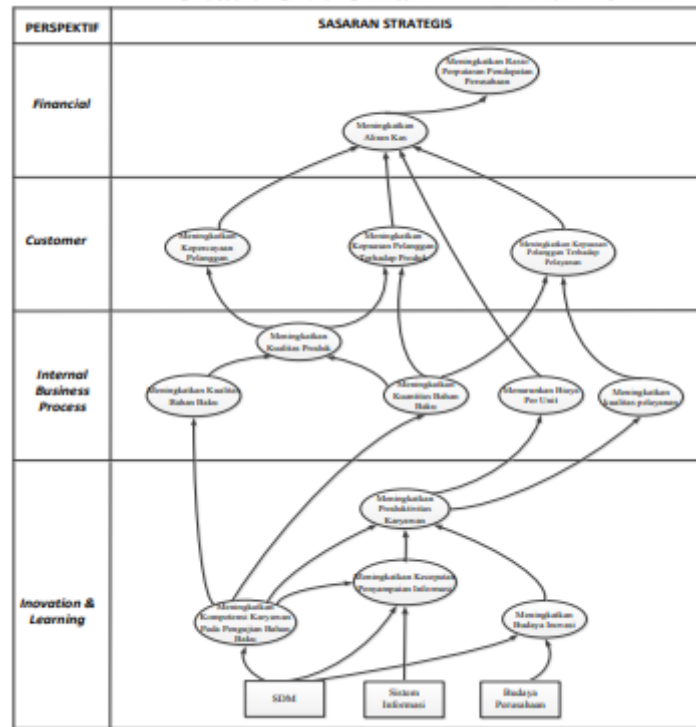 PERSPEKTIF
SASARAN STRATEGIS
Financial
Meningkatkan Rasio
Perputaran Pendapatan
Perusahaan
Meningkatkan
Aliran Kas
Customer
Meningkatkan
Kepercayaan
Pelanggan
Meningkatkan
Kepuasan Pelanggan
Terhadap Produk
Meningkatkan Kepuasan
Pelanggan Terhadap
Pelayanan
Internal
Business
Process
Meningkatkan
Kualitas Produk
Meningkatkan Kualitas
Bahan Baku
Meningkatkan
Kuantitas Bahan
Baku
Menurunkan Biaya
Per Unit
Meningkatkan
kualitas pelayanan
Inovation &
Learning
Meningkatkan
Karyawan
Meningkatkan Kecepatan
Penyampaian Informasi
Meningkatkan
Kompetensi Karyawan
Pada Pengujian Bahan
Baku
Meningkatkan
Budaya Inovasi
SDM
Sistem
Informasi
Budaya
Perusahaan